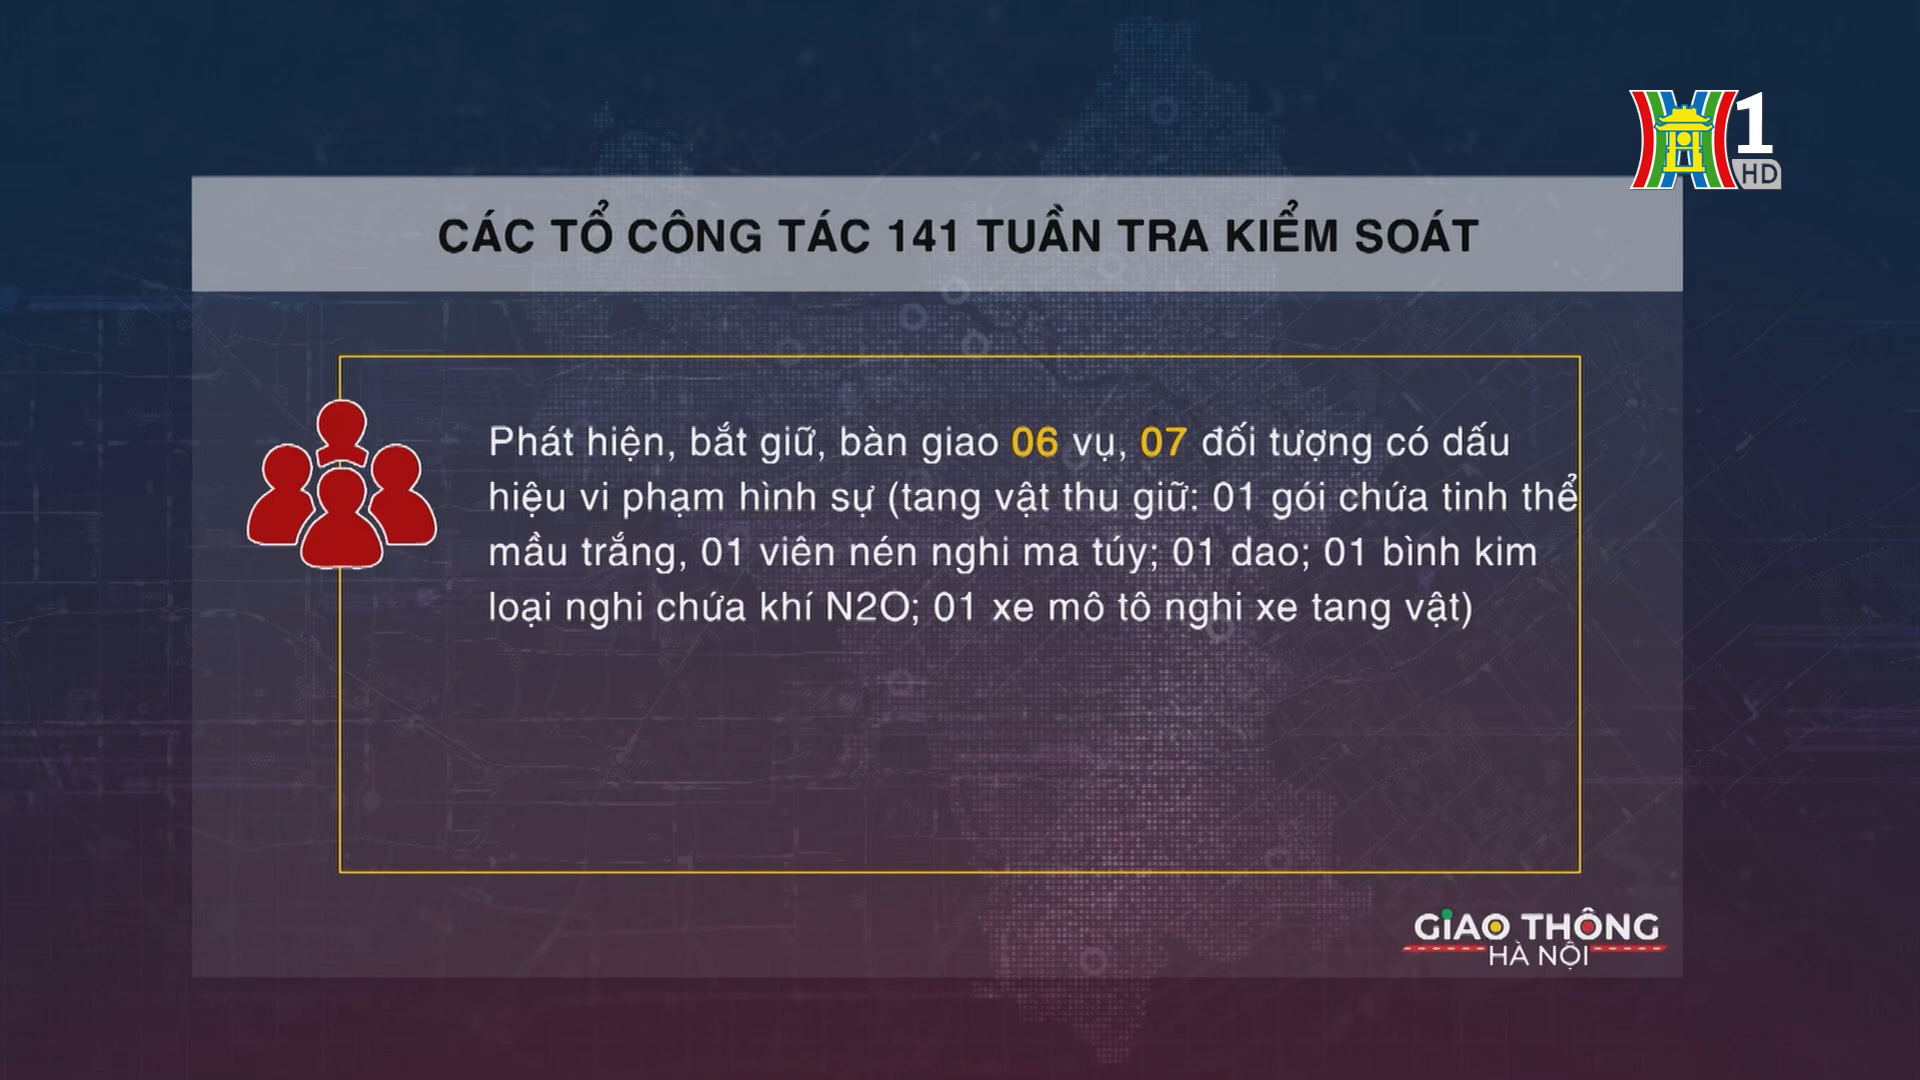 1
HD
CÁC TỔ CÔNG TÁC 141 TUẦN TRA KIỂM SOÁT
Phát hiện, bắt giữ, bàn giao 06 vụ, 07 đối tượng có dấu
hiệu vi phạm hình sự (tang vật thu giữ: 01 gói chứa tinh thể
mầu trắng, 01 viên nén nghi ma túy; 01 dao; 01 bình kim
loại nghi chứa khí N2O; 01 xe mô tô nghi xe tang vật)
GIAO THÔNG
HÀ NỘI